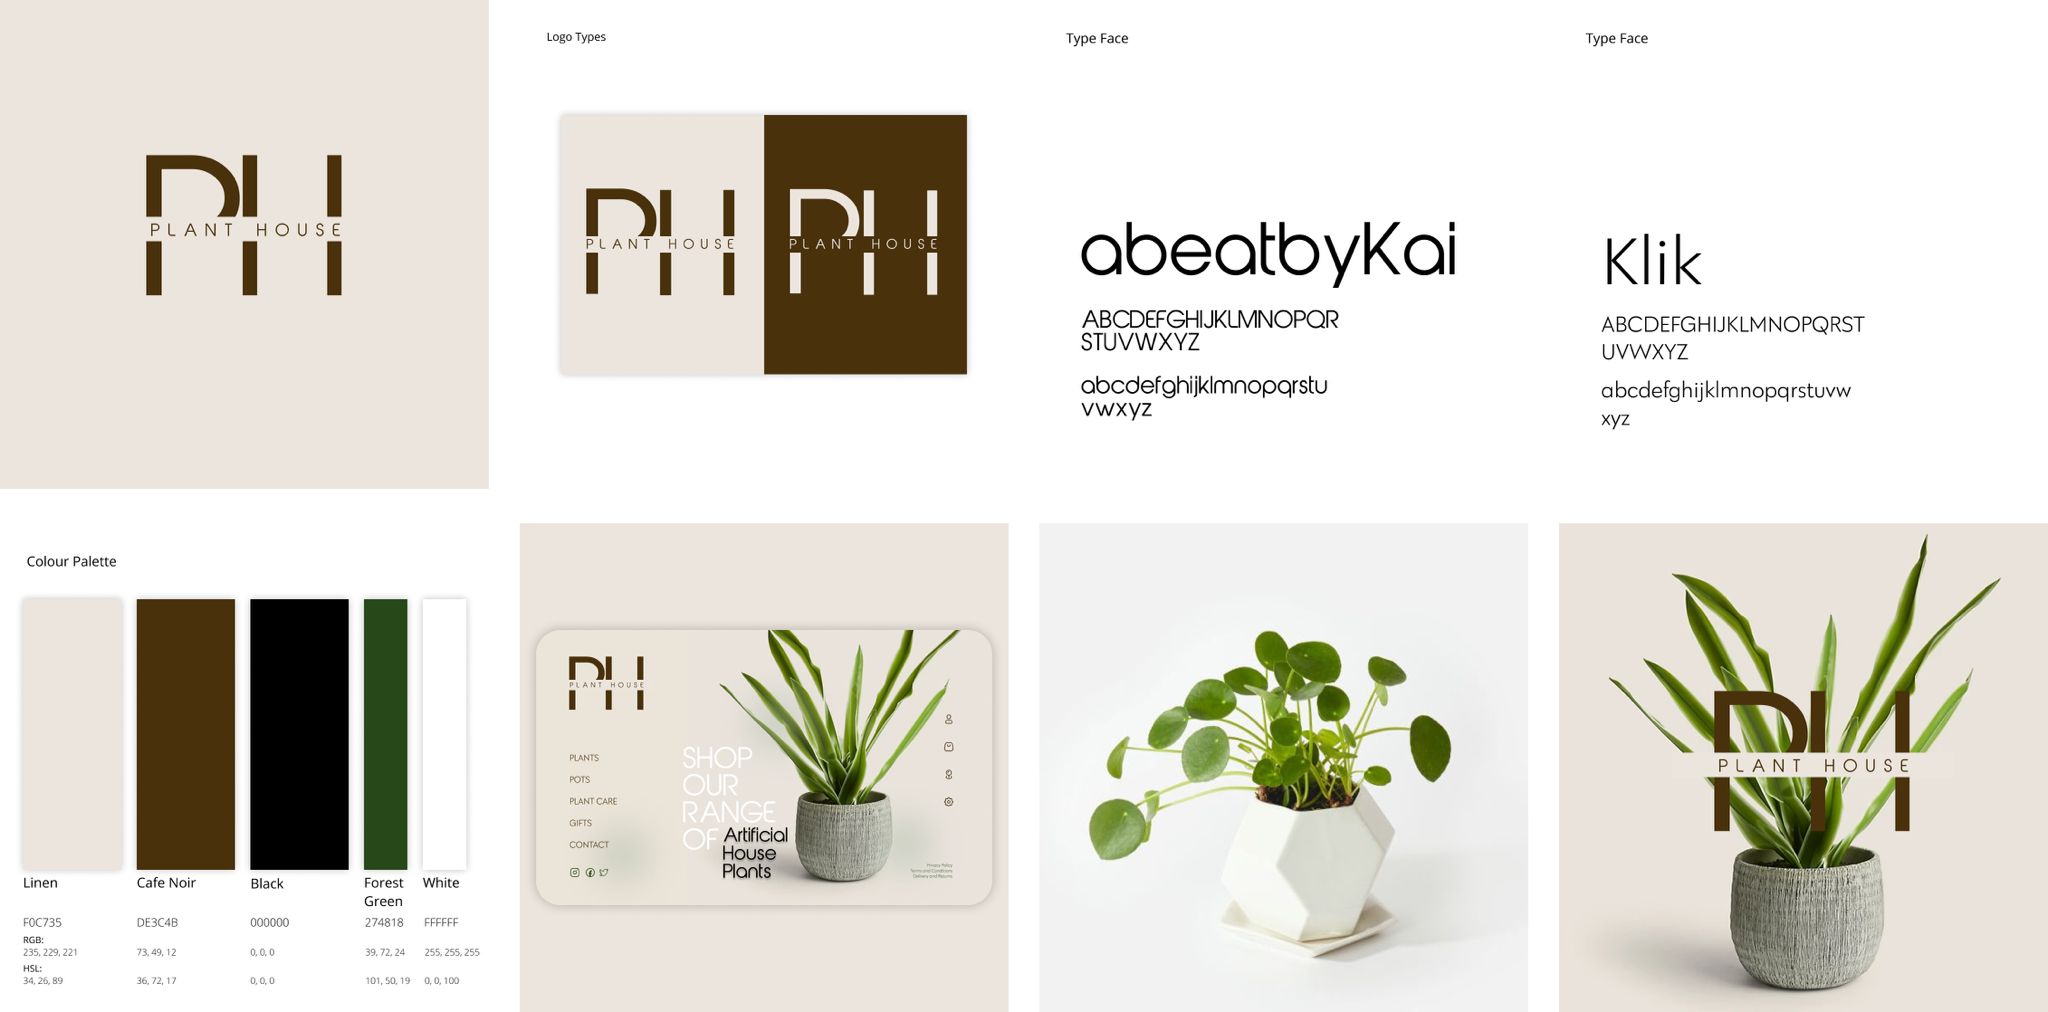 PH
PLANT HOUSE
Logo Types
PH
PLANT HOUSE
PH
PLANT HOUSE
Type Face
abeatbyKai
ABCDEFGHIJKLMNOPQR
STUVWXYZ
abcdefghijklmnopqrstu
vwxyz
Type Face
Klik
ABCDEFGHIJKLMNOPQRST
UVWXYZ
abcdefghijklmnopqrstuvw
xyz
Colour Palette
Linen
F0C735
RGB:
235, 229, 221
HSL:
34, 26, 89
Cafe Noir
DE3C4B
73, 49, 12
36, 72, 17
Black
000000
0, 0, 0
0, 0, 0
Forest
Green
274818
39, 72, 24
101, 50, 19
White
FFFFFF
255, 255, 255
0, 0, 100
PH
PLANT HOUSE
PLANTS
POTS
PLANT CARE
GIFTS
CONTACT
SHOP
OUR
RANGE
OF
Artificial
House
Plants
Privacy Policy
Terms and Conditions
Delivery and Returns
PH
PLANT HOUSE